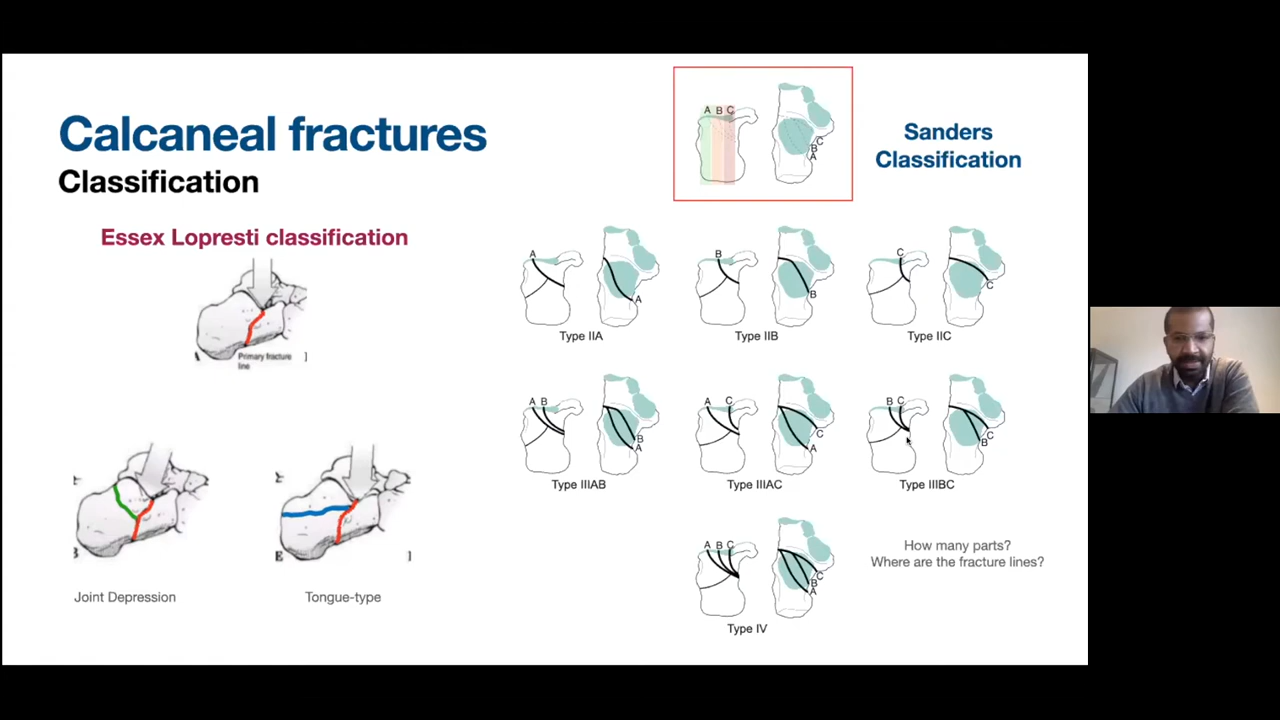 Calcaneal fractures
Classification
Essex Lopresti classification
Primary fracture
line
Joint Depression
Tongue-type
A B C
C
B
A
Sanders
Classification
A
A
Type IIA
B
B
Type IIB
C
C
Type IIC
A B
B
A
Type IIIAB
A C
C
A
Type IIIAC
B C
C
B
Type IIIBC
A B C
C
B
A
Type IV
How many parts?
Where are the fracture lines?